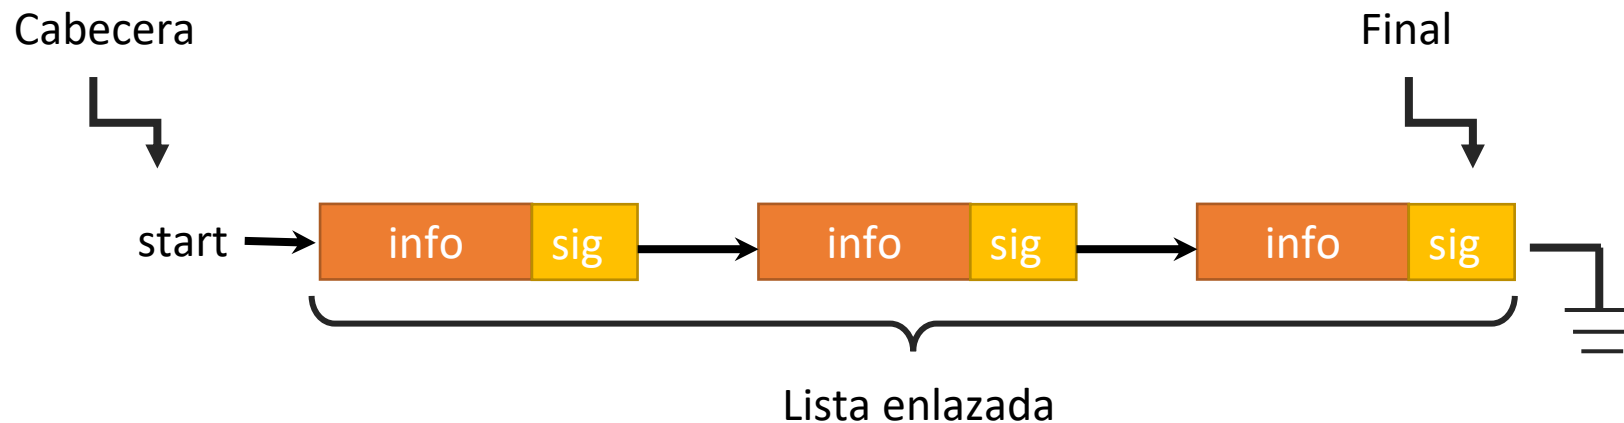 Cabecera
Final
start
info sig
info sig
info sig
Lista enlazada